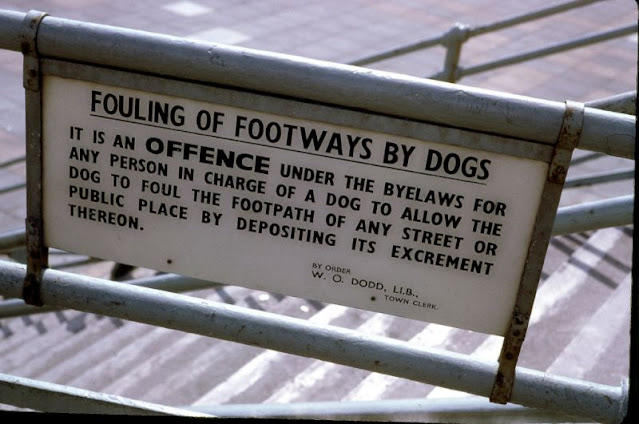 FOULING OF FOOTWAYS BY DOGS
IT IS AN OFFENCE UNDER THE BYELAWS FOR
ANY PERSON IN CHARGE OF A DOG TO ALLOW THE
DOG TO FOUL THE FOOTPATH OF ANY STREET OR
PUBLIC PLACE BY DEPOSITING ITS EXCREMENT
THEREON.
BY ORDER
W. O. DODD, Ll.B.,
TOWN CLERK.